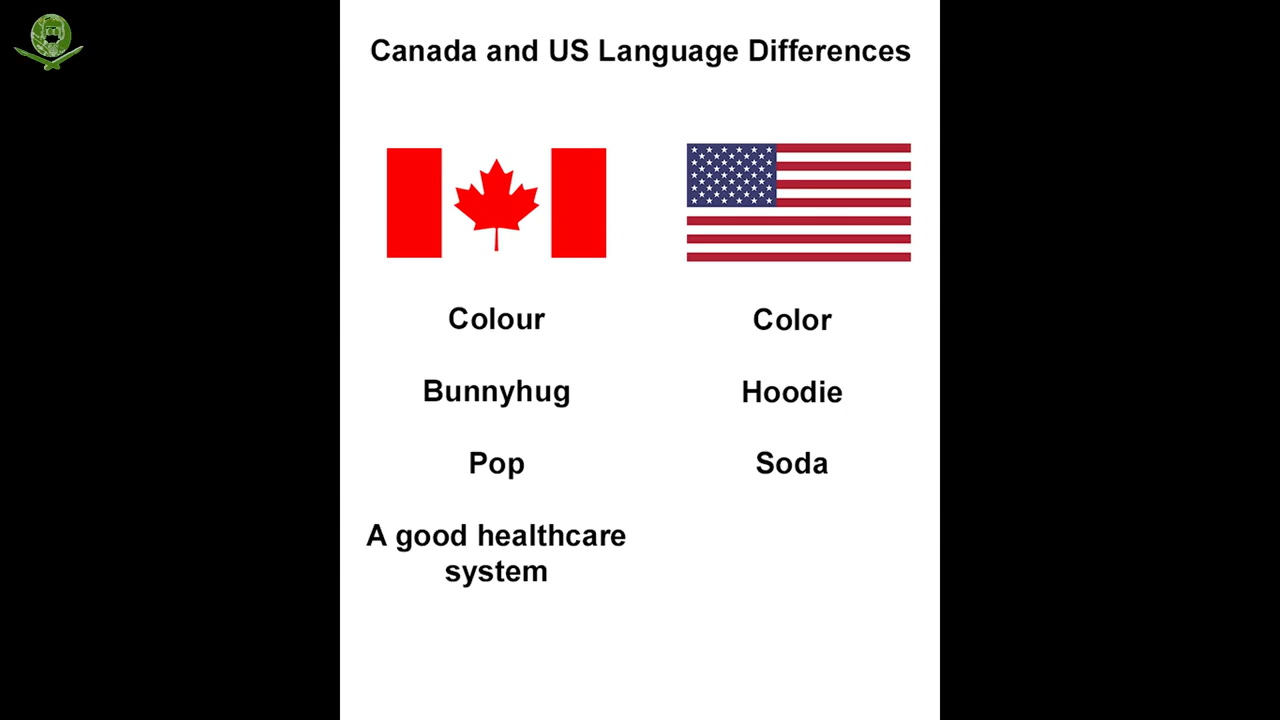 Canada and US Language Differences
Colour Color
Bunnyhug Hoodie
Pop Soda
A good healthcare
system